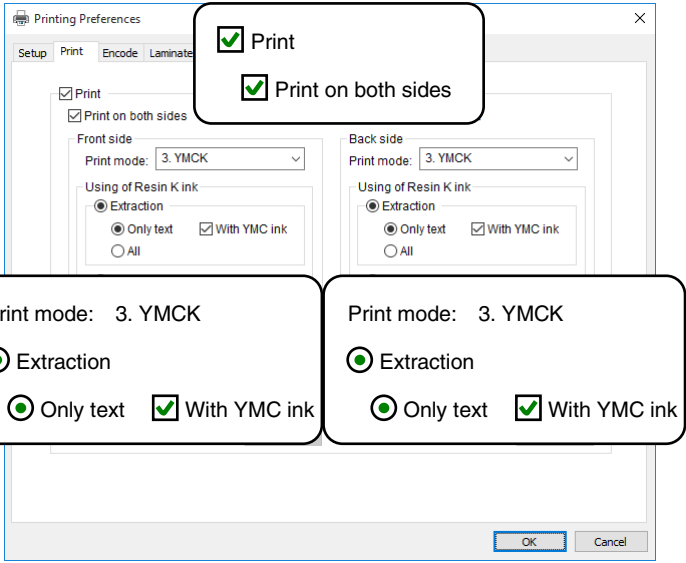 Printing Preferences
Setup Print Encode Laminate
Print
Print on both sides
Print
Print on both sides
Front side
Back side
Print mode: 3. YMCK
Print mode: 3. YMCK
Using of Resin K ink
Using of Resin K ink
Extraction
Extraction
Only text With YMC ink
Only text With YMC ink
All
All
rint mode: 3. YMCK
Print mode: 3. YMCK
Extraction
Extraction
Only text With YMC ink
Only text With YMC ink
OK Cancel